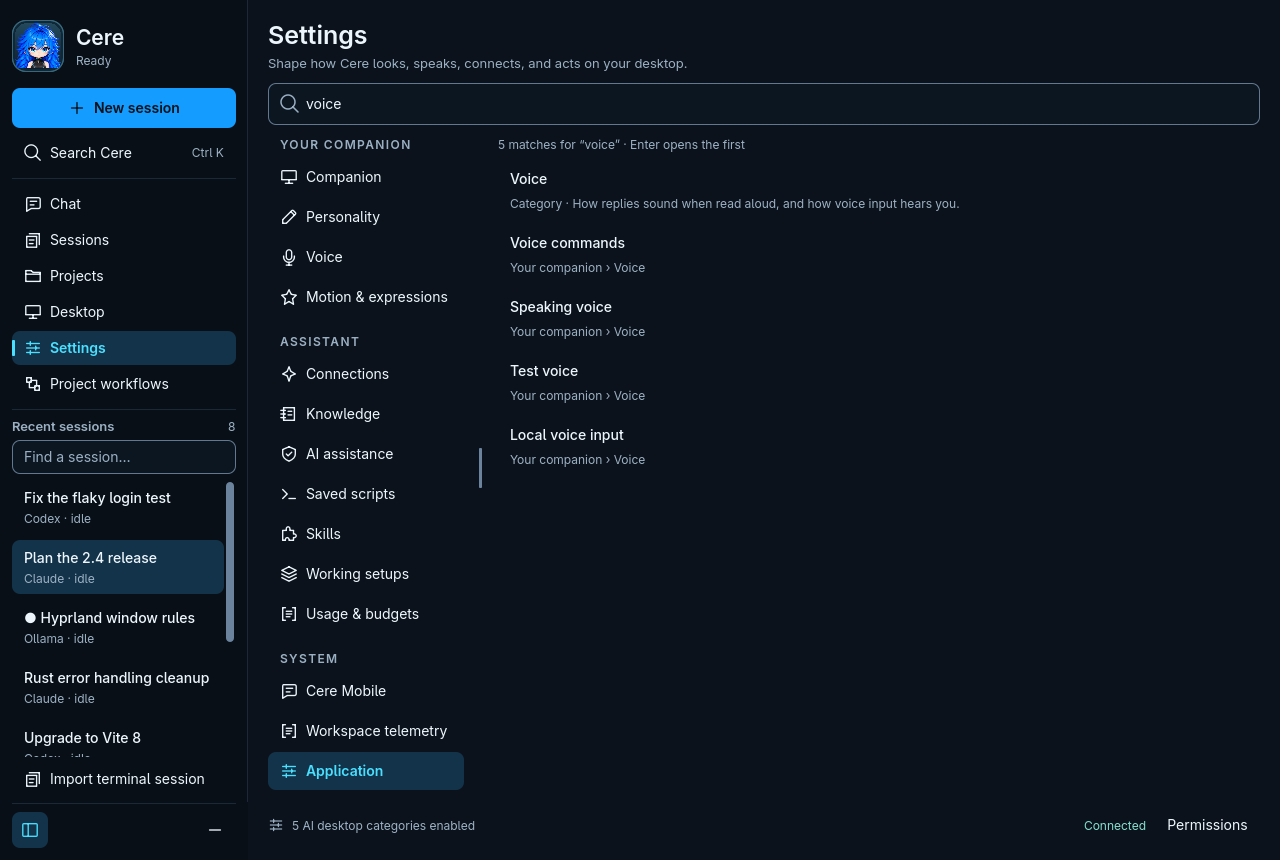 Cere
Ready
New session
Search Cere Ctrl K
Chat
Sessions
Projects
Desktop
Settings
Project workflows
Recent sessions 8
Find a session...
Fix the flaky login test
Codex · idle
Plan the 2.4 release
Claude · idle
Hyprland window rules
Ollama · idle
Rust error handling cleanup
Claude · idle
Upgrade to Vite 8
Codex · idle
Import terminal session
Settings
Shape how Cere looks, speaks, connects, and acts on your desktop.
voice
YOUR COMPANION
Companion
Personality
Voice
Motion & expressions
ASSISTANT
Connections
Knowledge
AI assistance
Saved scripts
Skills
Working setups
Usage & budgets
SYSTEM
Cere Mobile
Workspace telemetry
Application
5 matches for “voice” · Enter opens the first
Voice
Category · How replies sound when read aloud, and how voice input hears you.
Voice commands
Your companion › Voice
Speaking voice
Your companion › Voice
Test voice
Your companion › Voice
Local voice input
Your companion › Voice
5 AI desktop categories enabled
Connected
Permissions